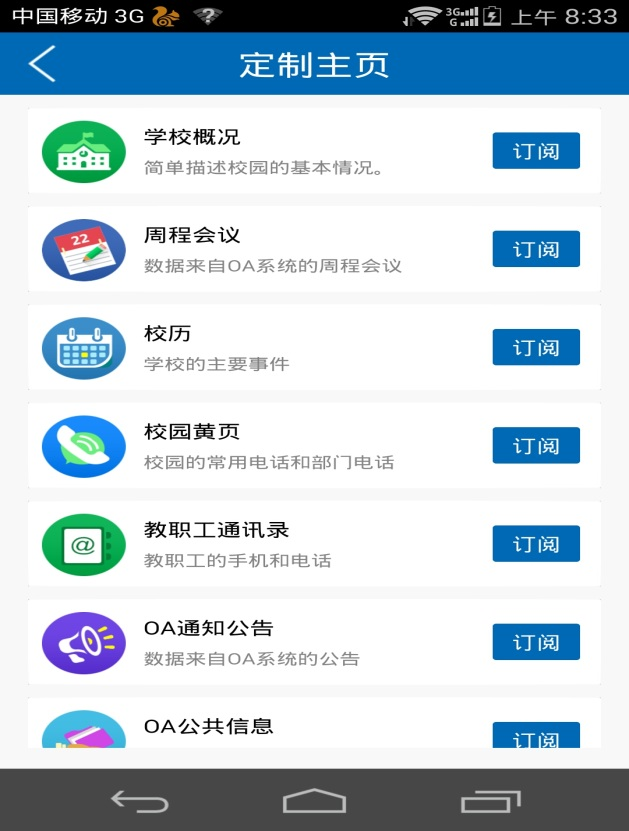 中国移动 3G
3G
G
上午 8:33
定制主页
学校概况
简单描述校园的基本情况。
订阅
22
周程会议
数据来自OA系统的周程会议
订阅
校历
学校的主要事件
订阅
校园黄页
校园的常用电话和部门电话
订阅
@
教职工通讯录
教职工的手机和电话
订阅
OA通知公告
数据来自OA系统的公告
订阅
OA公共信息
订阅